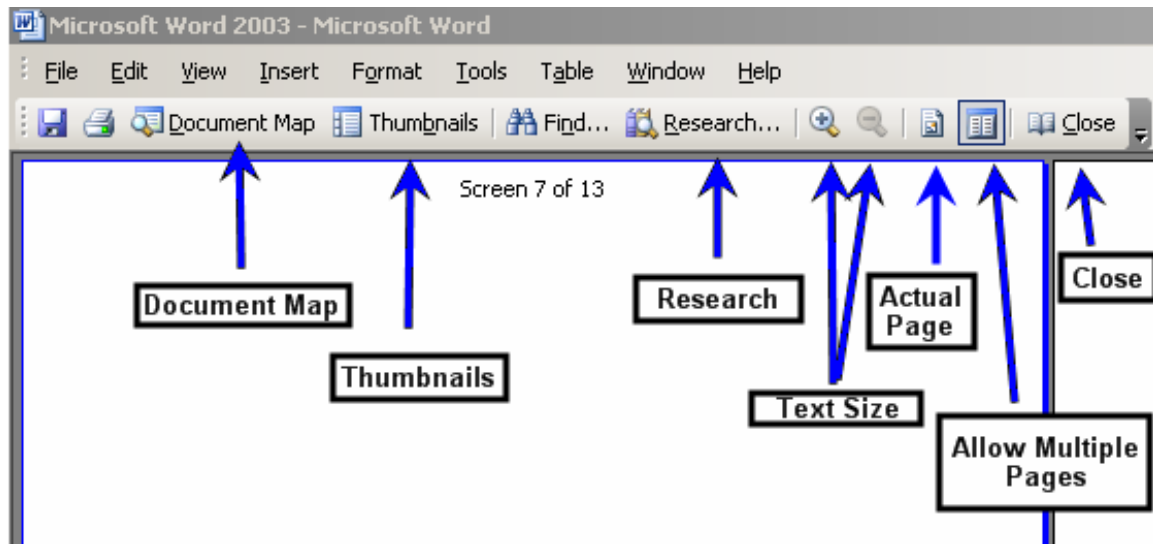 Microsoft Word 2003 - Microsoft Word
File Edit View Insert Format Tools Table Window Help
Document Map Thumbnails Find... Research... Close
Screen 7 of 13
Document Map
Thumbnails
Research
Text Size
Actual
Page
Allow Multiple
Pages
Close